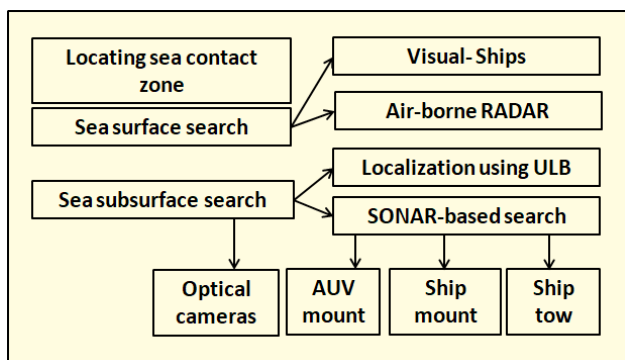 Locating sea contact
zone
Visual- Ships
Sea surface search
Air-borne RADAR
Localization using ULB
Sea subsurface search
SONAR-based search
Optical
cameras
AUV
mount
Ship
mount
Ship
tow